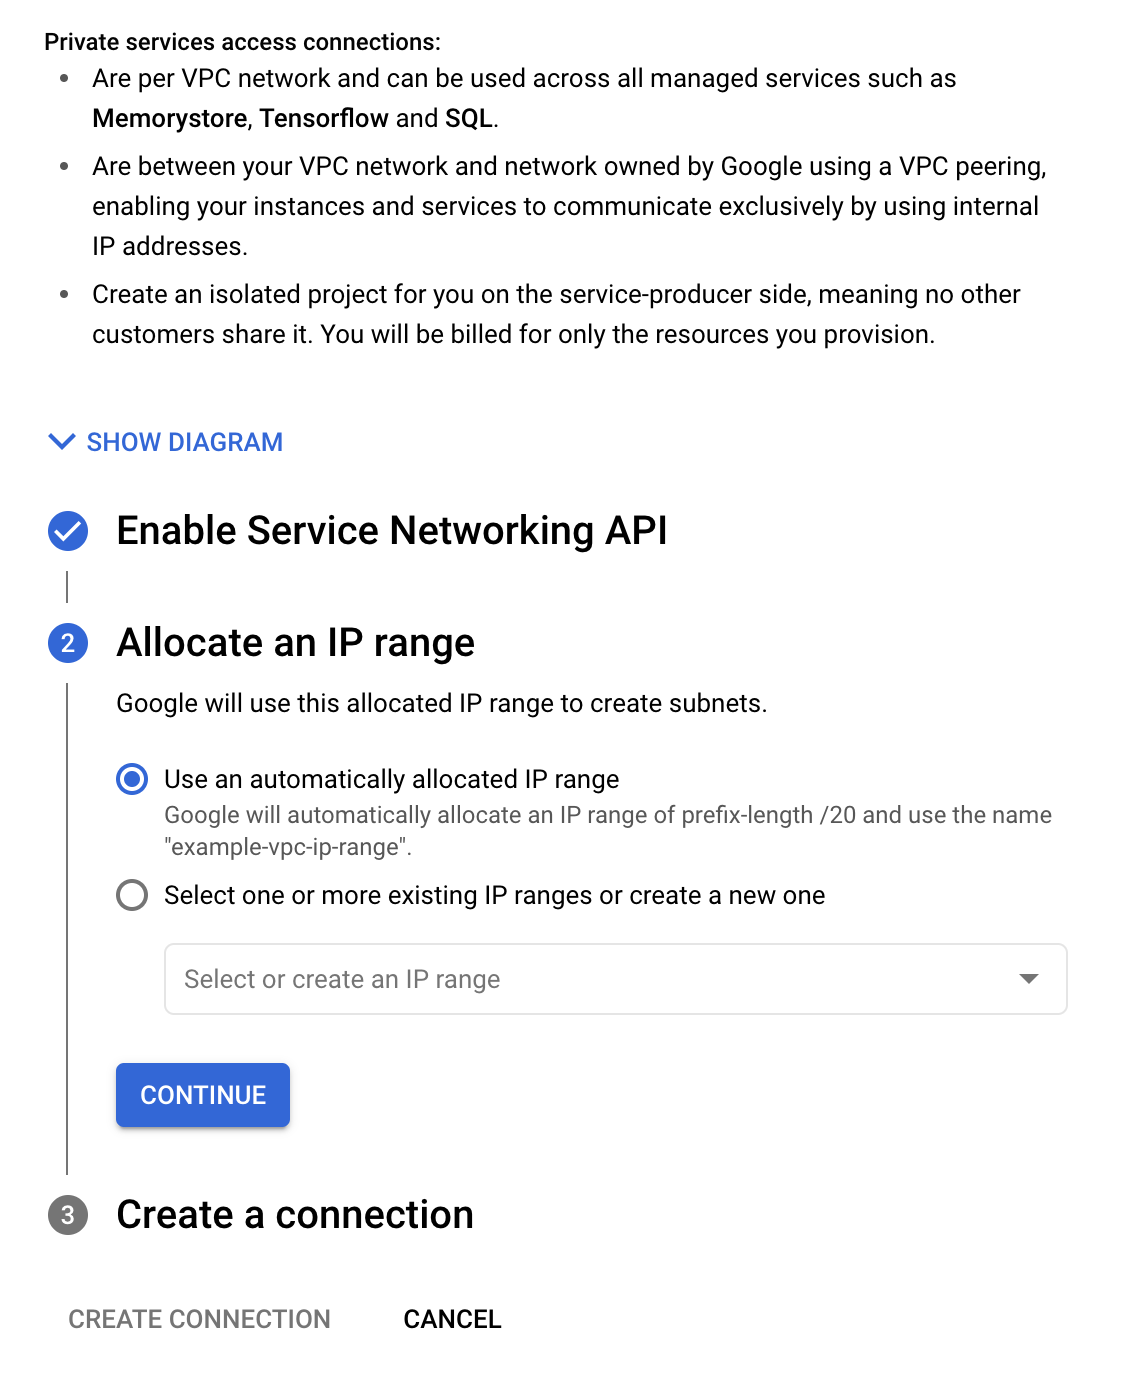 Private services access connections:
• Are per VPC network and can be used across all managed services such as
Memorystore, Tensorflow and SQL.
• Are between your VPC network and network owned by Google using a VPC peering,
enabling your instances and services to communicate exclusively by using internal
IP addresses.
• Create an isolated project for you on the service-producer side, meaning no other
customers share it. You will be billed for only the resources you provision.
SHOW DIAGRAM
Enable Service Networking API
2 Allocate an IP range
Google will use this allocated IP range to create subnets.
Use an automatically allocated IP range
Google will automatically allocate an IP range of prefix-length /20 and use the name
"example-vpc-ip-range".
Select one or more existing IP ranges or create a new one
Select or create an IP range
CONTINUE
3 Create a connection
CREATE CONNECTION CANCEL